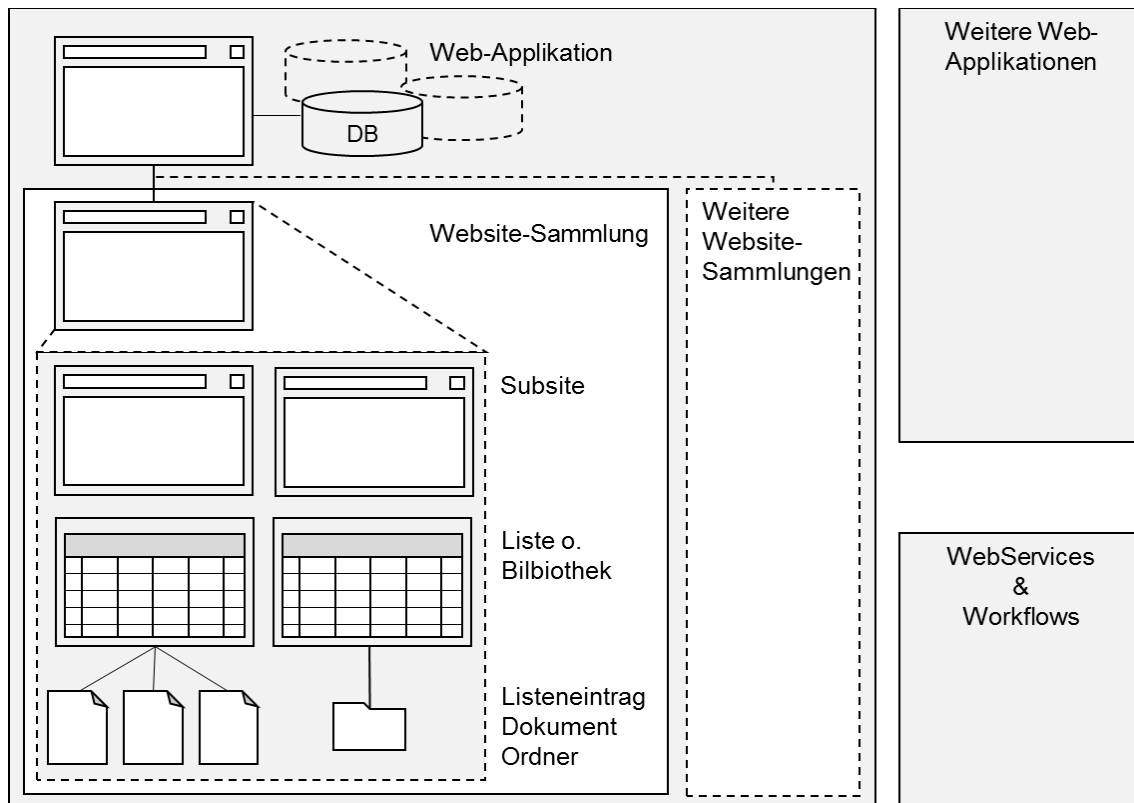 Web-Applikation
DB
Website-Sammlung
Weitere
Website-
Sammlungen
Subsite
Liste o.
Bilbiothek
Listeneintrag
Dokument
Ordner
Weitere Web-
Applikationen
WebServices
&
Workflows